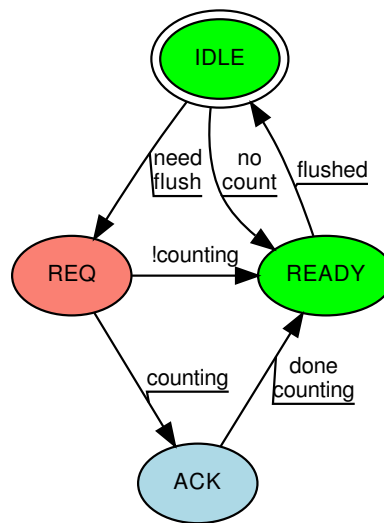 IDLE
need
flush
no
count
flushed
REQ
!counting
READY
counting
done
counting
ACK